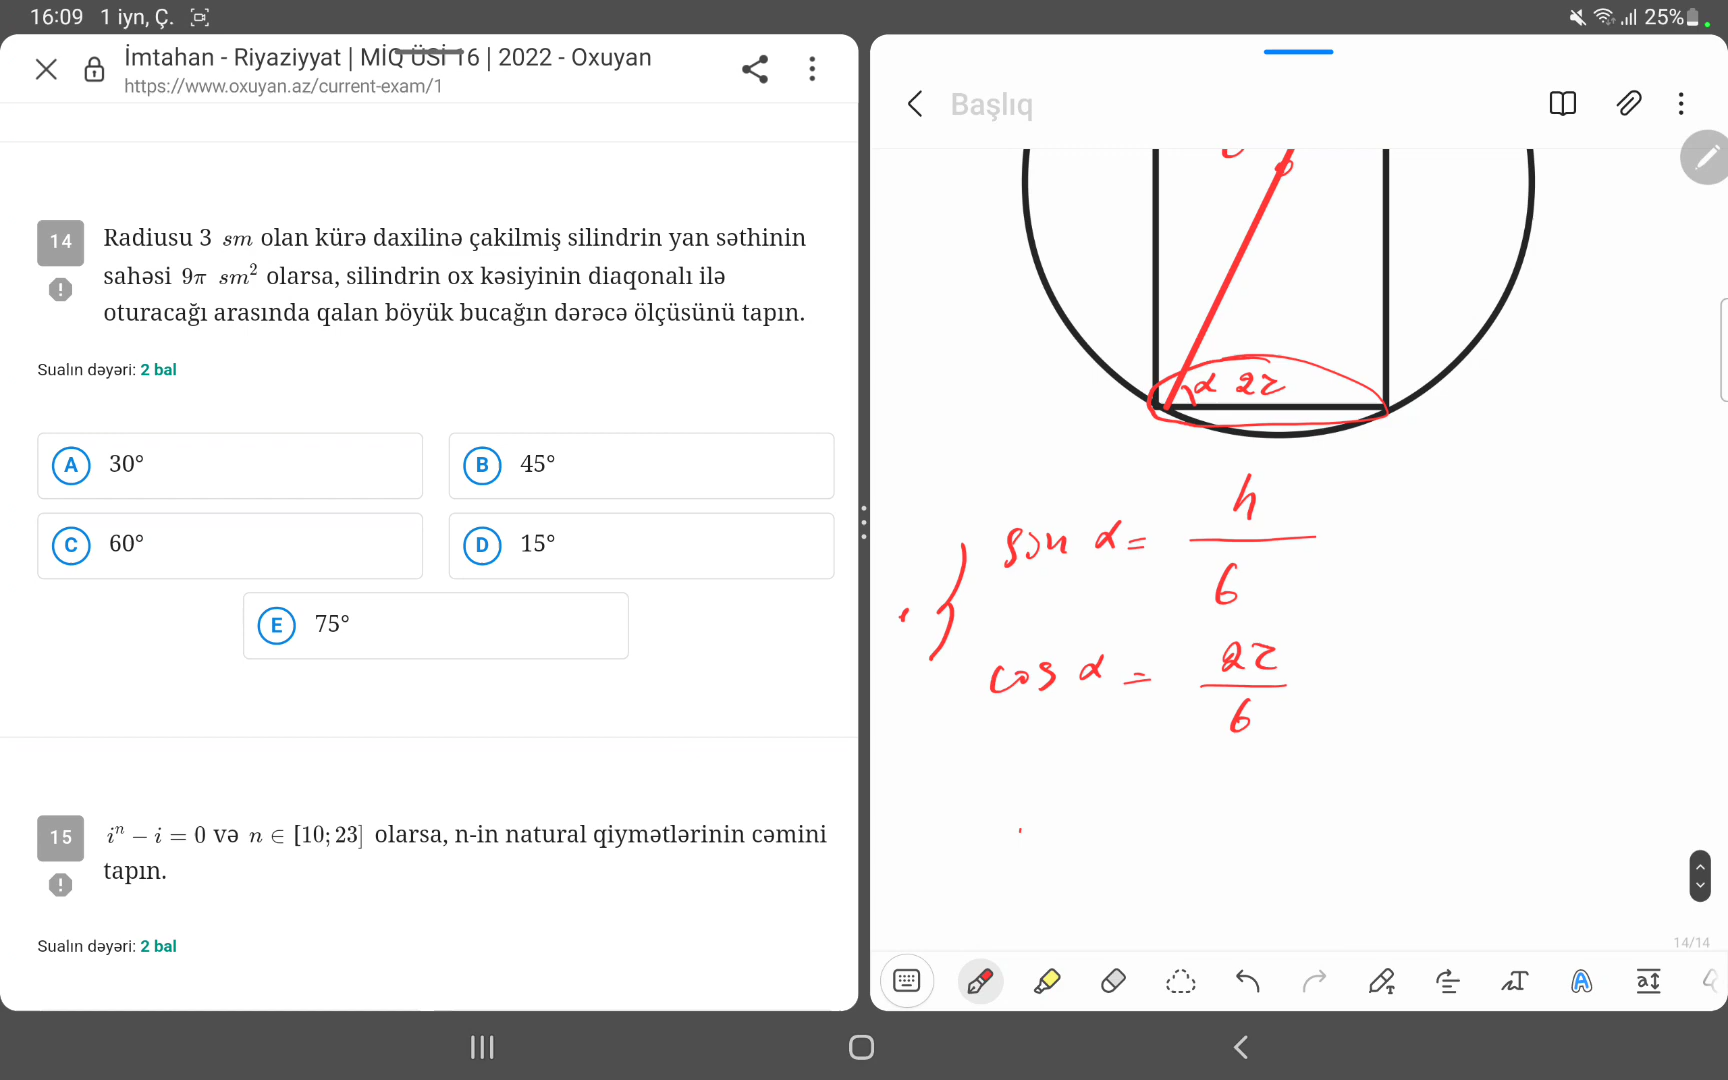 16:09 1 iyn, Ç. 25%
İmtahan - Riyaziyyat | MİQ ÜSİ 16 | 2022 - Oxuyan
https://www.oxuyan.az/current-exam/1
14 Radiusu 3 sm olan kürə daxilinə çakilmiş silindrin yan səthinin
sahəsi 9π sm² olarsa, silindrin ox kəsiyinin diaqonalı ilə
oturacağı arasında qalan böyük bucağın dərəcə ölçüsünü tapın.
Sualın dəyəri: 2 bal
A 30°
B 45°
C 60°
D 15°
E 75°
15 iⁿ − i = 0 və n ∈ [10; 23] olarsa, n-in natural qiymətlərinin cəmini
tapın.
Sualın dəyəri: 2 bal
Başlıq
6
α 2r
sin α = h/6
cos α = 2r/6
14/14